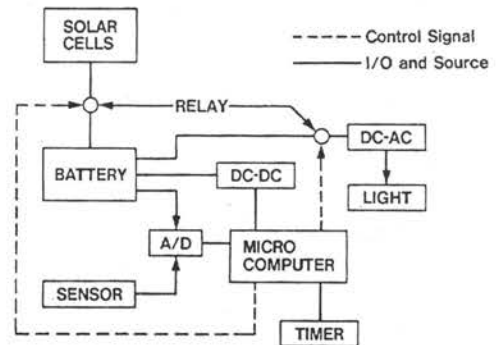 SOLAR
CELLS
Control Signal
I/O and Source
RELAY
DC-AC
BATTERY
DC-DC
LIGHT
A/D
MICRO
COMPUTER
SENSOR
TIMER